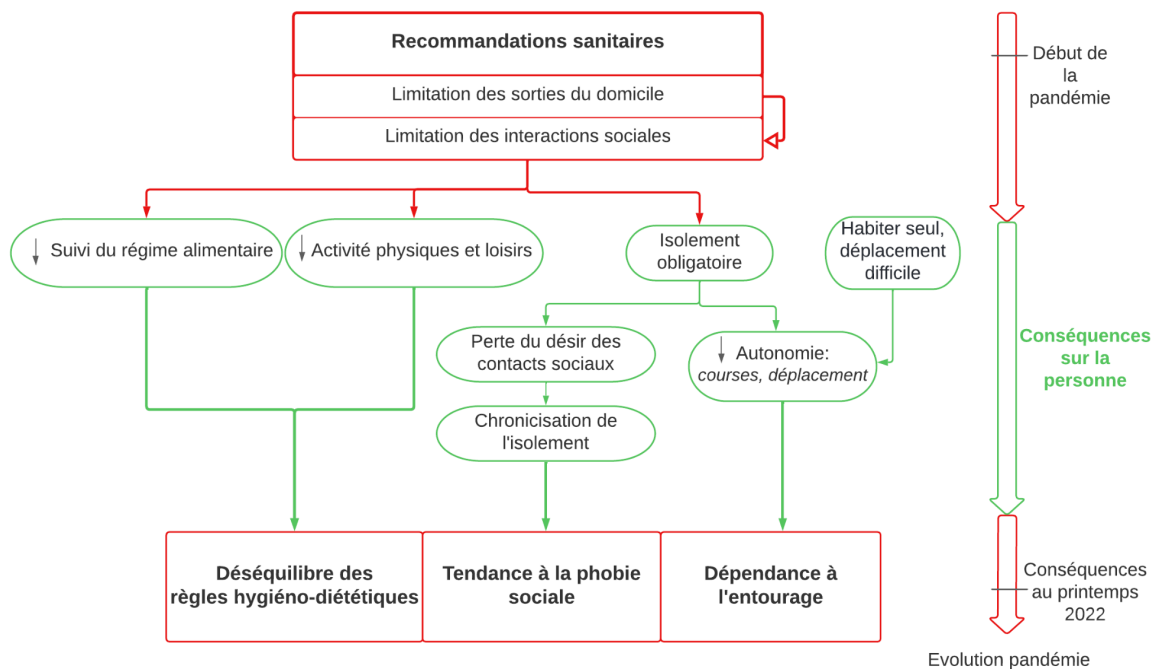 Recommandations sanitaires
Limitation des sorties du domicile
Limitation des interactions sociales
Début de
la
pandémie
Suivi du régime alimentaire
Activité physiques et loisirs
Isolement
obligatoire
Habiter seul,
déplacement
difficile
Perte du désir des
contacts sociaux
Autonomie:
courses, déplacement
Conséquences
sur la
personne
Chronicisation de
l'isolement
Déséquilibre des
règles hygiéno-diététiques
Tendance à la phobie
sociale
Dépendance à
l'entourage
Conséquences
au printemps
2022
Evolution pandémie